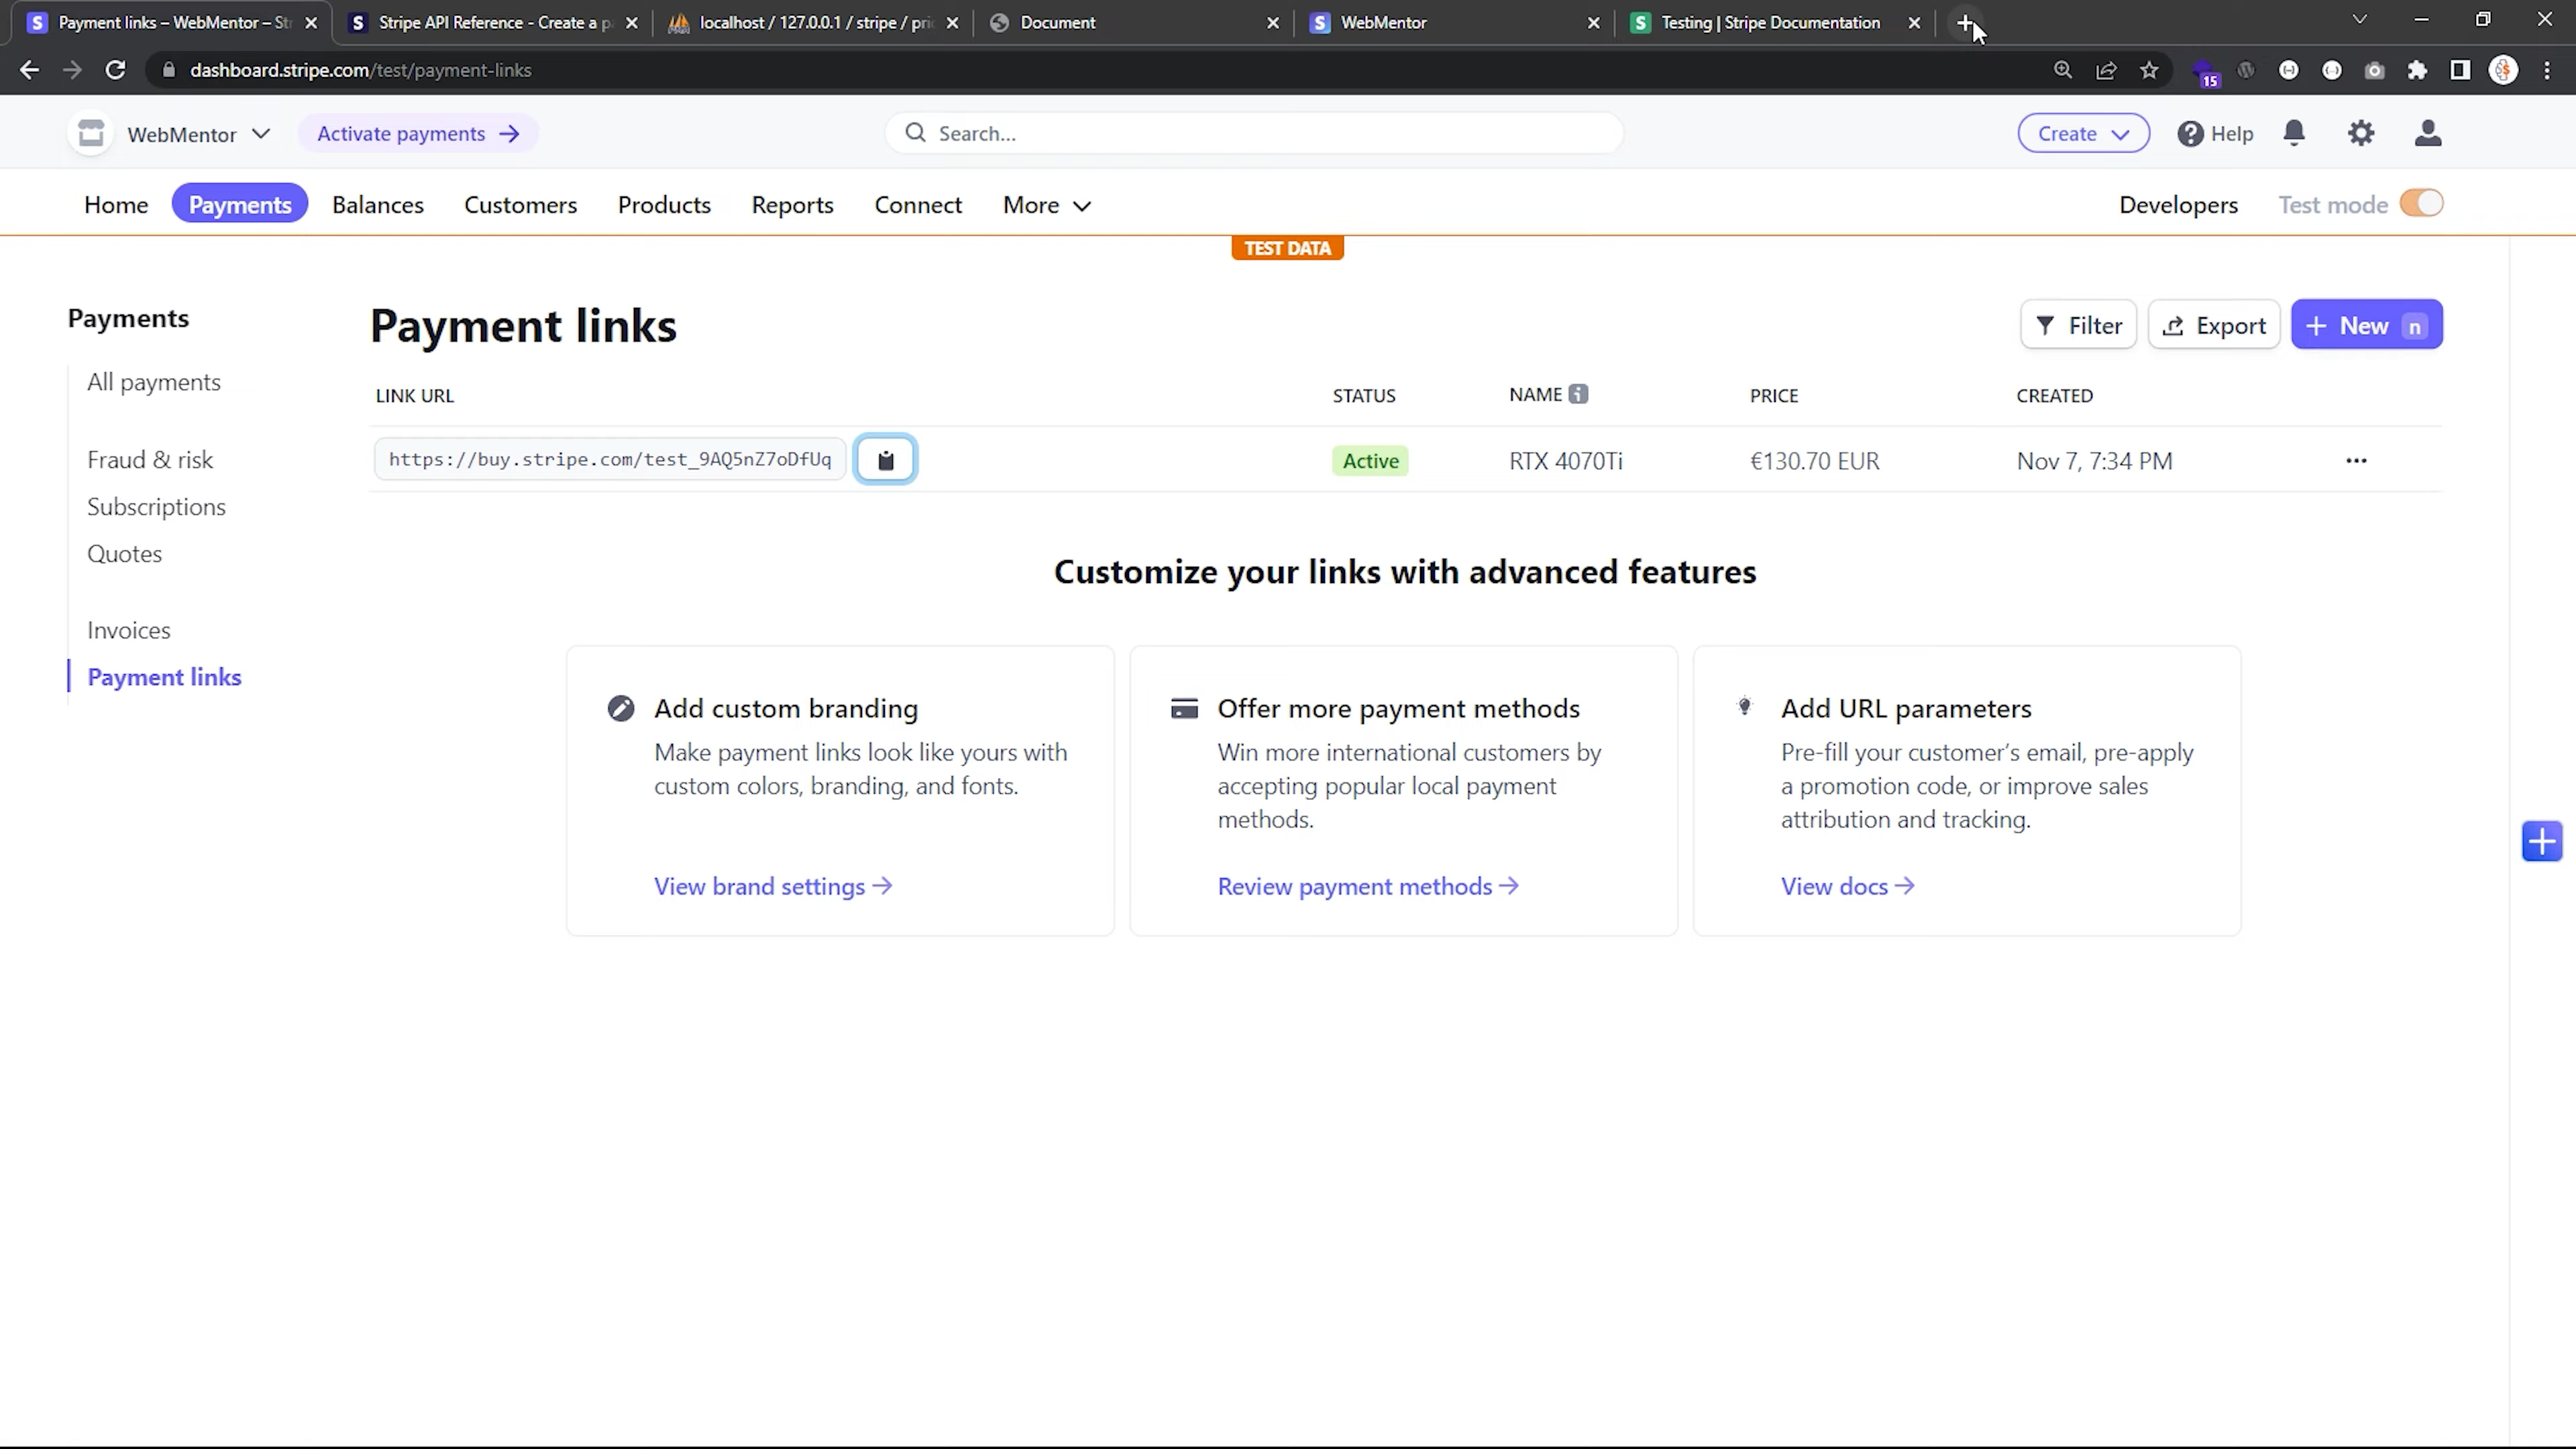 Payment links – WebMentor – St
Stripe API Reference - Create a p
localhost / 127.0.0.1 / stripe / pri
Document
WebMentor
Testing | Stripe Documentation
dashboard.stripe.com/test/payment-links
15
WebMentor
Activate payments
Search...
Create
Help
Home
Payments
Balances
Customers
Products
Reports
Connect
More
Developers
Test mode
TEST DATA
Payments
All payments
Fraud & risk
Subscriptions
Quotes
Invoices
Payment links
Payment links
Filter
Export
New n
LINK URL
STATUS
NAME
PRICE
CREATED
https://buy.stripe.com/test_9AQ5nZ7oDfUq
Active
RTX 4070Ti
€130.70 EUR
Nov 7, 7:34 PM
Customize your links with advanced features
Add custom branding
Make payment links look like yours with
custom colors, branding, and fonts.
View brand settings
Offer more payment methods
Win more international customers by
accepting popular local payment
methods.
Review payment methods
Add URL parameters
Pre-fill your customer’s email, pre-apply
a promotion code, or improve sales
attribution and tracking.
View docs